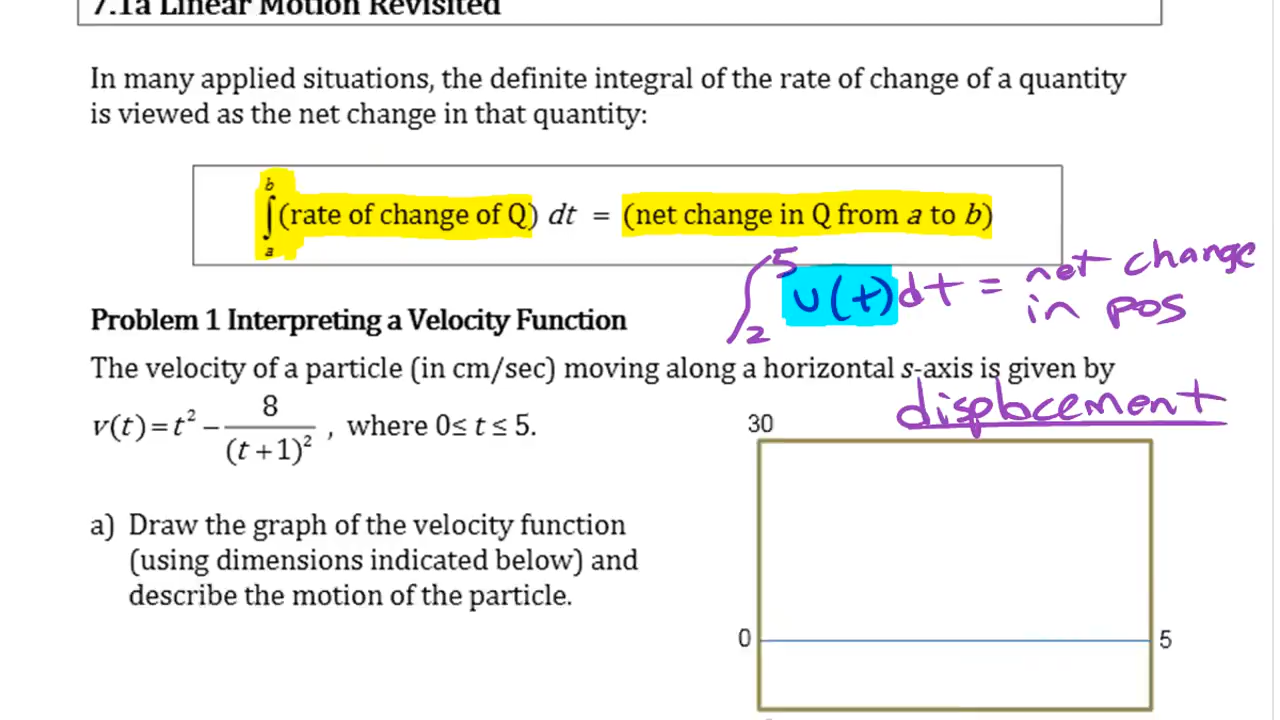 7.1a Linear Motion Revisited
In many applied situations, the definite integral of the rate of change of a quantity
is viewed as the net change in that quantity:
b
∫(rate of change of Q) dt = (net change in Q from a to b)
a
∫₂⁵ v(t)dt = net change
in pos
Problem 1 Interpreting a Velocity Function
The velocity of a particle (in cm/sec) moving along a horizontal s-axis is given by
displacement
v(t) = t² − 8/(t+1)² , where 0≤ t ≤ 5.
30
a) Draw the graph of the velocity function
(using dimensions indicated below) and
describe the motion of the particle.
0 5